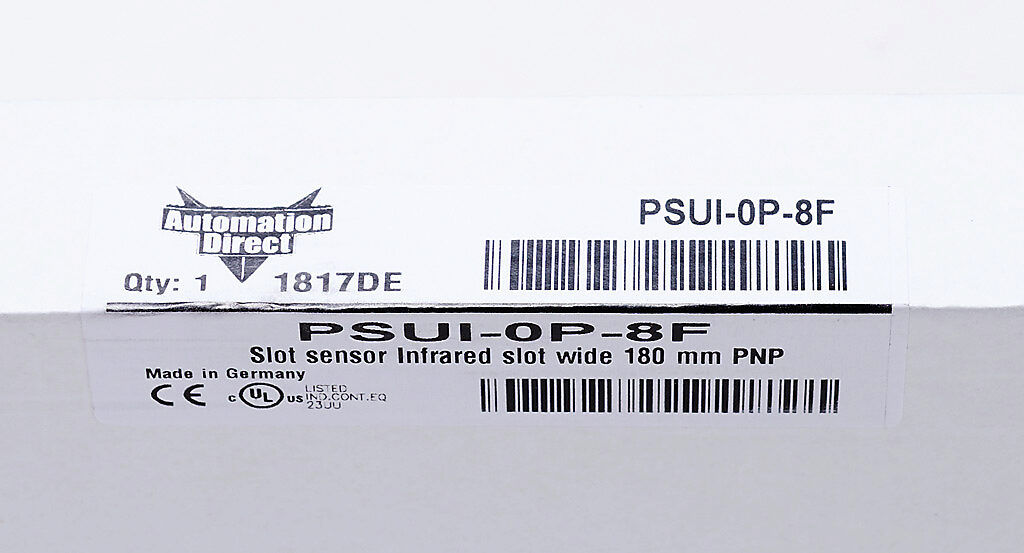 Automation
Direct
PSUI-0P-8F
Qty: 1 1817DE
PSUI-0P-8F
Slot sensor Infrared slot wide 180 mm PNP
Made in Germany
CE c UL us LISTED
IND.CONT.EQ
23UU